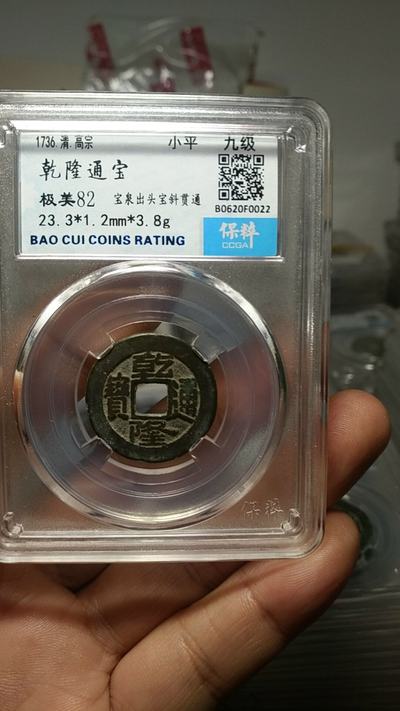 1736.清.高宗 小平 九级
乾隆通宝
极美82 宝泉出头宝斜贯通
B0620F0022
23.3*1.2mm*3.8g
保粹
CCGA
BAO CUI COINS RATING
乾隆通寶
保粹